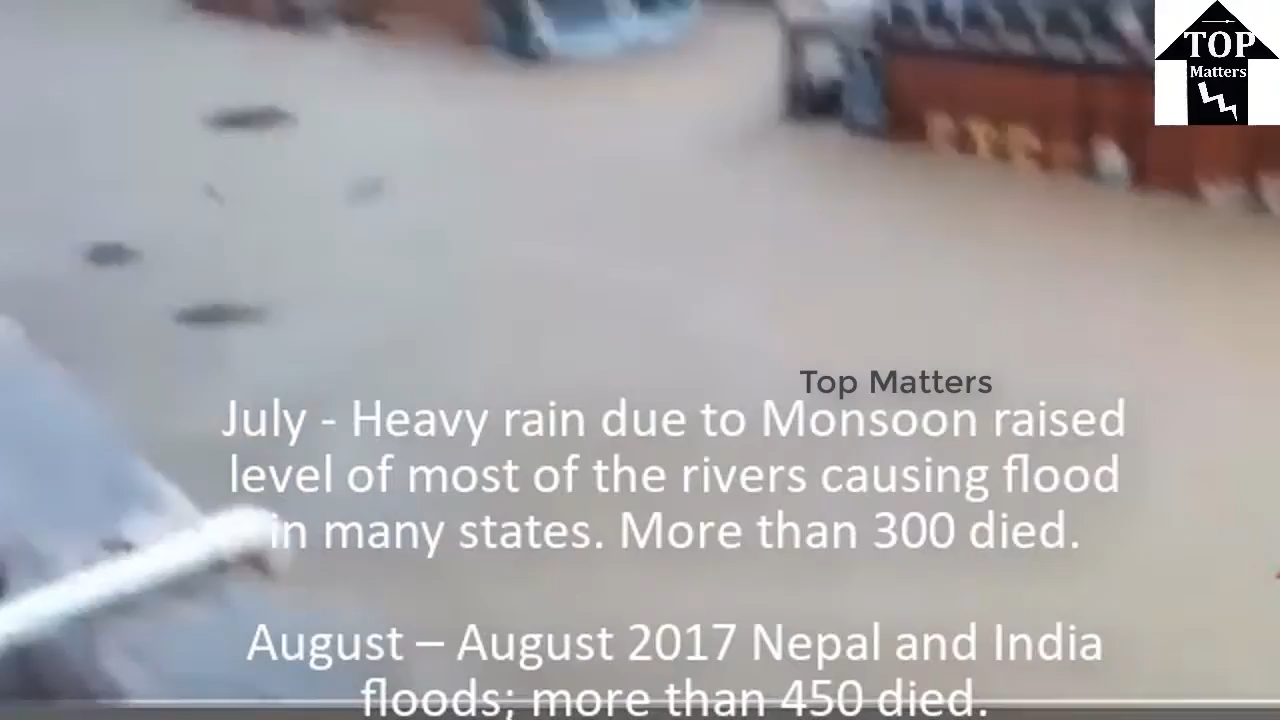 TOP
Matters
Top Matters
July - Heavy rain due to Monsoon raised
level of most of the rivers causing flood
in many states. More than 300 died.
August – August 2017 Nepal and India
floods; more than 450 died.